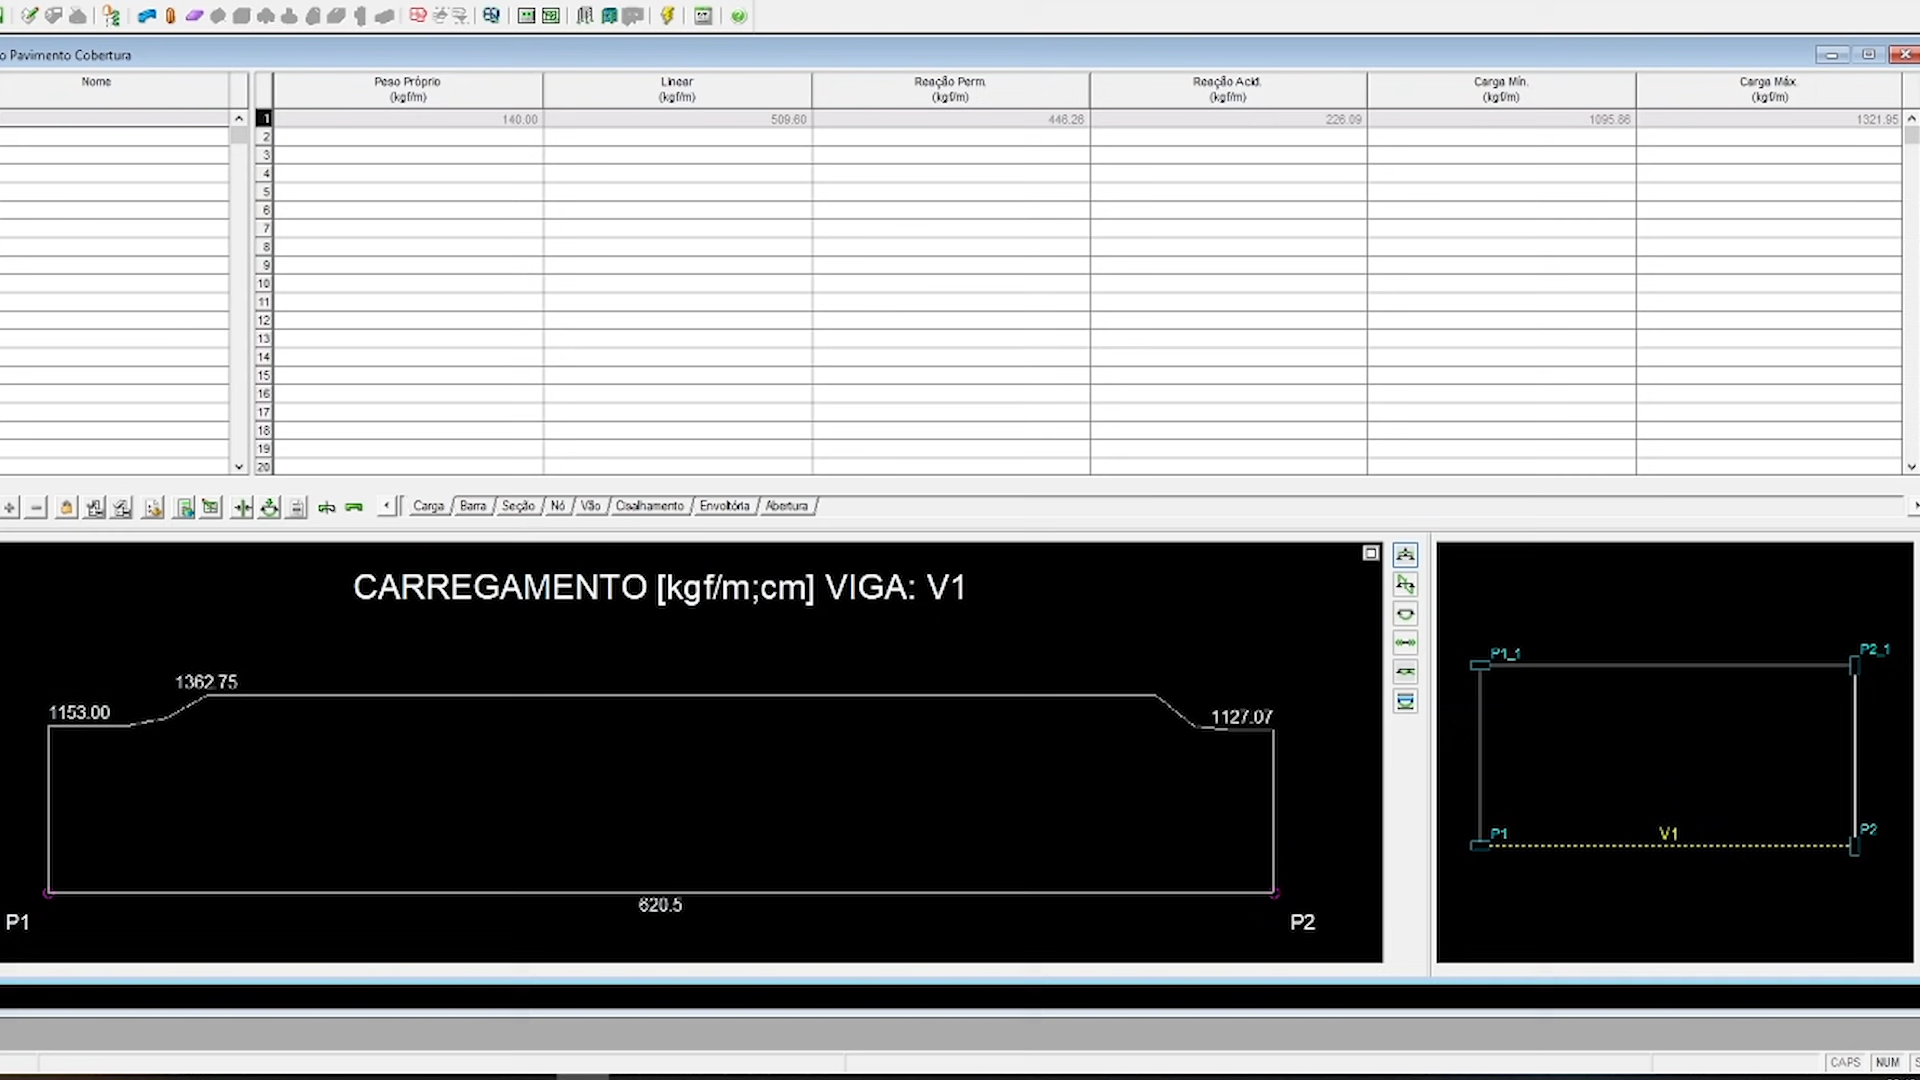 o Pavimento Cobertura
Nome
Peso Próprio (kgf/m)
Linear (kgf/m)
Reação Perm. (kgf/m)
Reação Acid. (kgf/m)
Carga Mín. (kgf/m)
Carga Máx. (kgf/m)
1 140.00 509.60 446.26 226.09 1095.86 1321.95
2
3
4
5
6
7
8
9
10
11
12
13
14
15
16
17
18
19
20
Carga Barra Seção Nó Vão Cisalhamento Envoltória Abertura
CARREGAMENTO [kgf/m;cm] VIGA: V1
1362.75
1153.00
1127.07
620.5
P1
P2
P1_1
P2_1
P1
V1
P2
CAPS NUM S